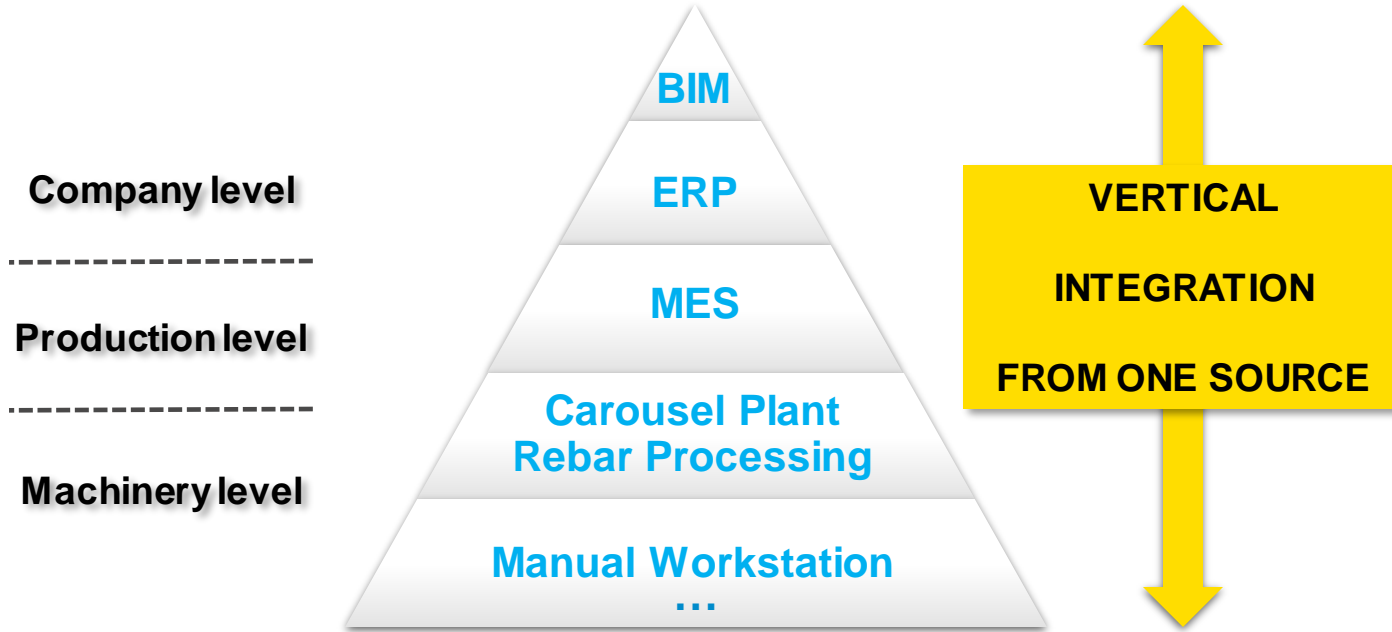 BIM
Company level
ERP
VERTICAL
INTEGRATION
FROM ONE SOURCE
Production level
MES
Machinery level
Carousel Plant
Rebar Processing
Manual Workstation
...